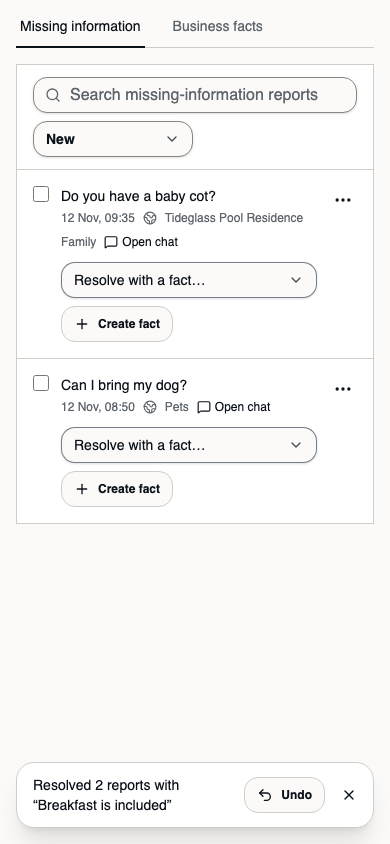 Missing information
Business facts
Search missing-information reports
New
Do you have a baby cot?
12 Nov, 09:35 Tideglass Pool Residence
Family Open chat
Resolve with a fact…
Create fact
Can I bring my dog?
12 Nov, 08:50 Pets Open chat
Resolve with a fact…
Create fact
Resolved 2 reports with
“Breakfast is included”
Undo